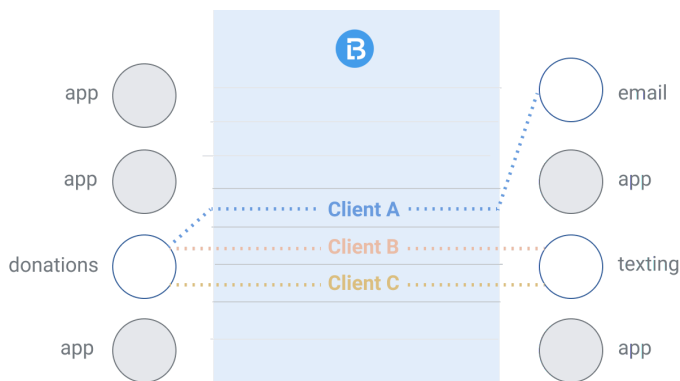 B
app
email
app
app
Client A
Client B
donations
texting
Client C
app
app